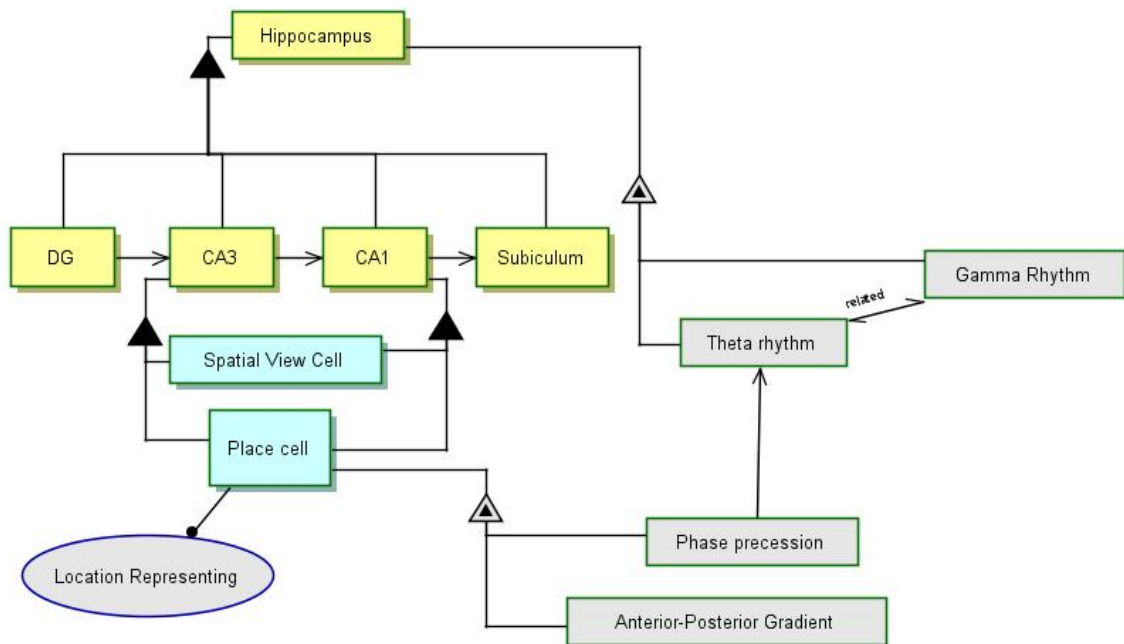 Hippocampus
DG
CA3
CA1
Subiculum
Gamma Rhythm
related
Theta rhythm
Spatial View Cell
Place cell
Phase precession
Location Representing
Anterior-Posterior Gradient